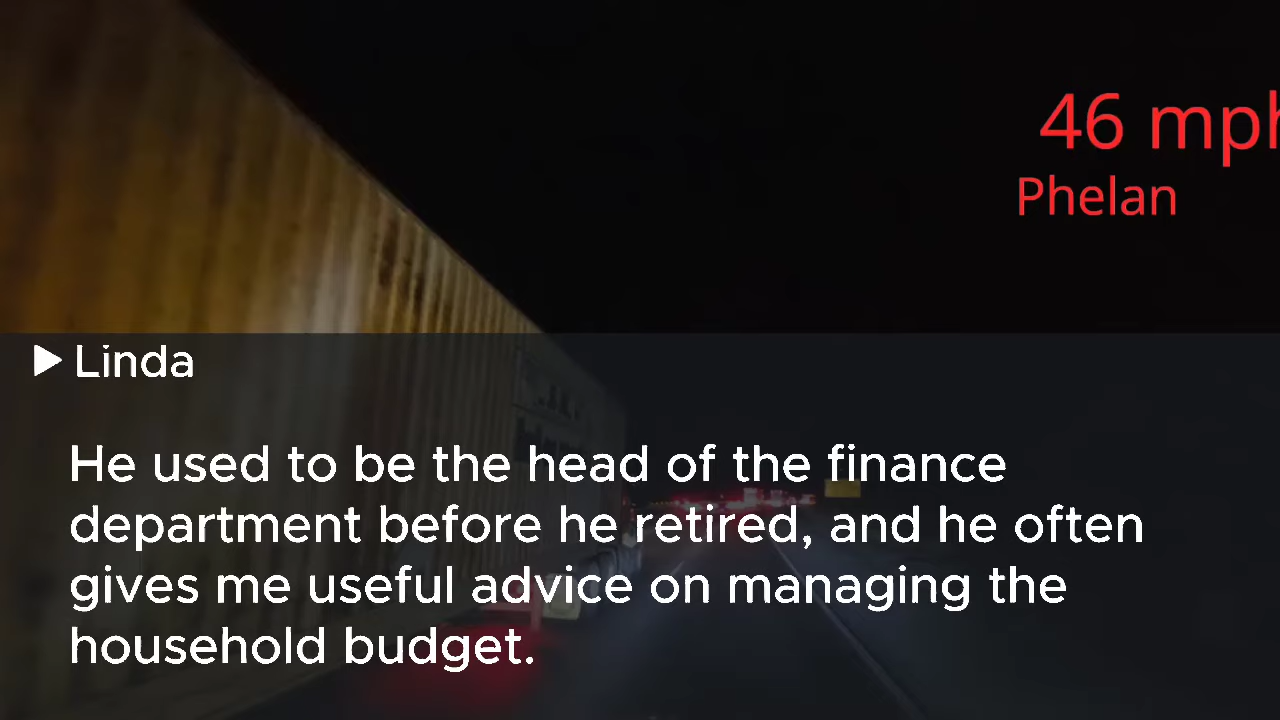 46 mph
Phelan
▶ Linda
He used to be the head of the finance
department before he retired, and he often
gives me useful advice on managing the
household budget.